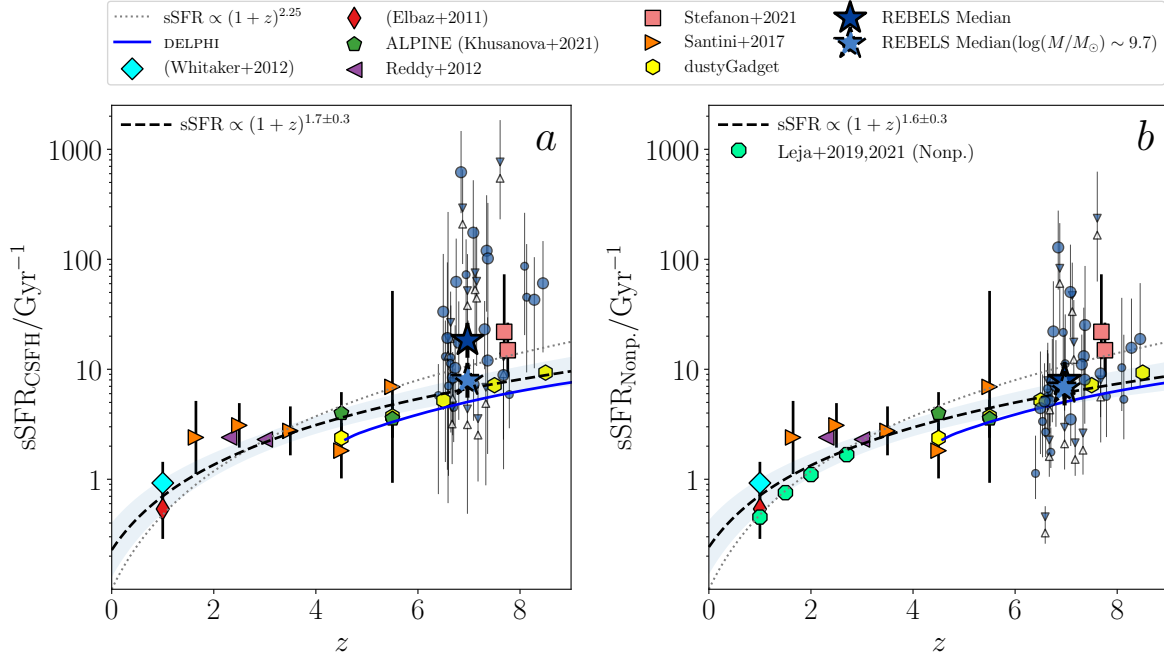 sSFR ∝ (1 + z)^2.25
DELPHI
(Whitaker+2012)
(Elbaz+2011)
ALPINE (Khusanova+2021)
Reddy+2012
Stefanon+2021
Santini+2017
dustyGadget
REBELS Median
REBELS Median(log(M/M⊙) ∼ 9.7)
sSFR ∝ (1 + z)^1.7±0.3
a
1000
100
10
1
sSFR_CSFH/Gyr^−1
0 2 4 6 8
z
sSFR ∝ (1 + z)^1.6±0.3
Leja+2019,2021 (Nonp.)
b
1000
100
10
1
sSFR_Nonp./Gyr^−1
0 2 4 6 8
z